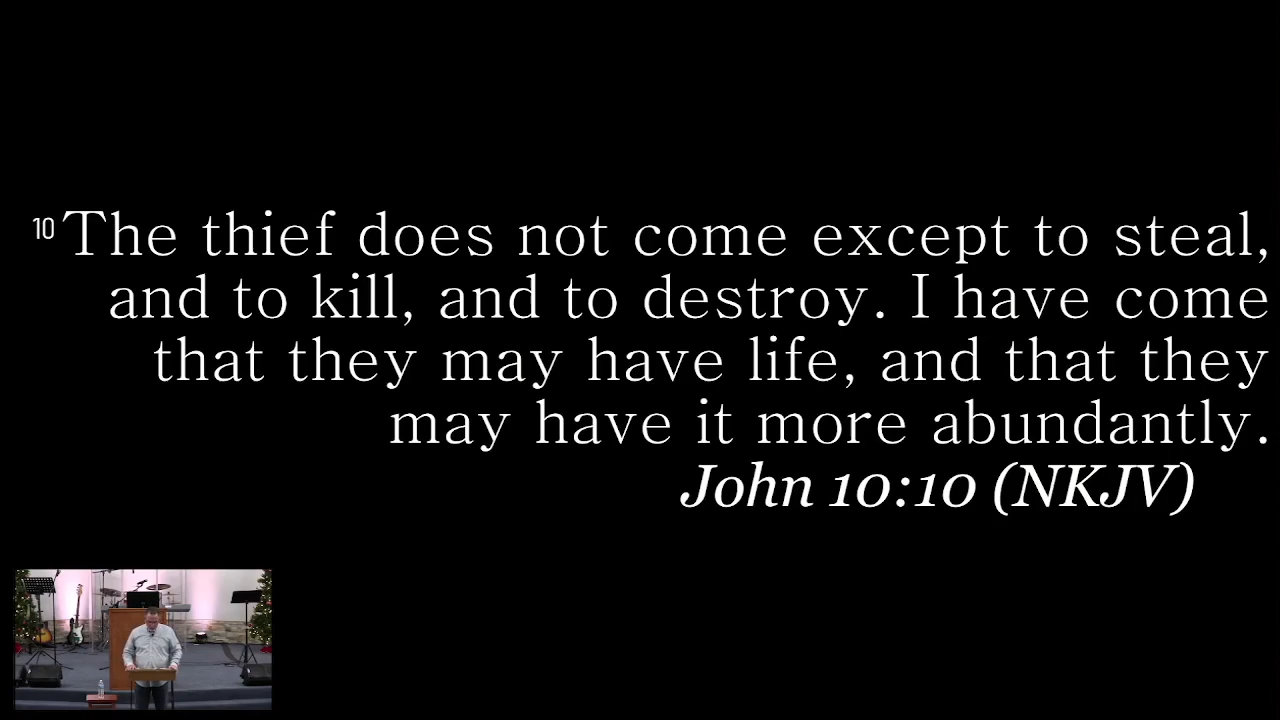 10 The thief does not come except to steal,
and to kill, and to destroy. I have come
that they may have life, and that they
may have it more abundantly.
John 10:10 (NKJV)